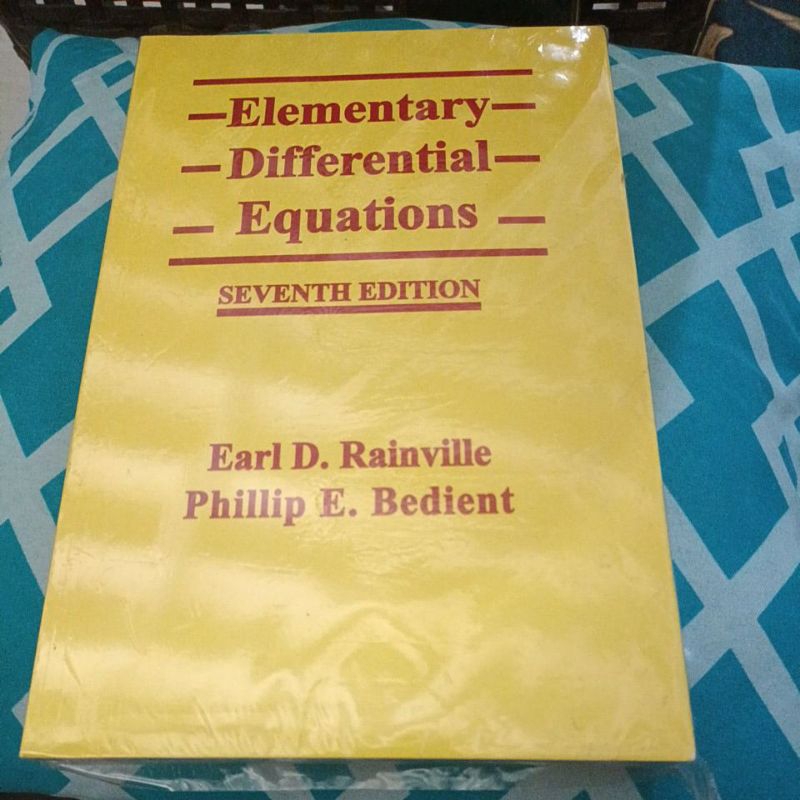 Elementary
Differential
Equations
SEVENTH EDITION
Earl D. Rainville
Phillip E. Bedient